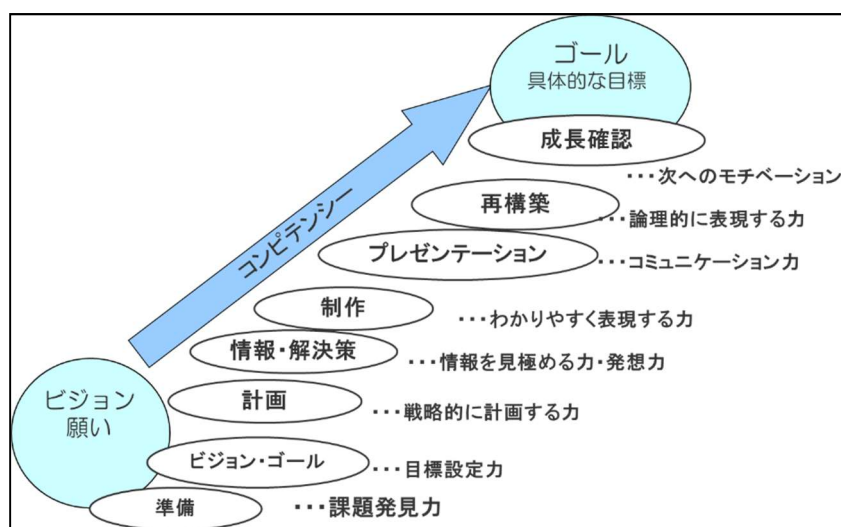 ゴール
具体的な目標
成長確認
・・・次へのモチベーション
再構築
・・・論理的に表現する力
プレゼンテーション
・・・コミュニケーション力
コンピテンシー
制作
・・・わかりやすく表現する力
情報・解決策
・・・情報を見極める力・発想力
ビジョン
願い
計画
・・・戦略的に計画する力
ビジョン・ゴール
・・・目標設定力
準備
・・・課題発見力